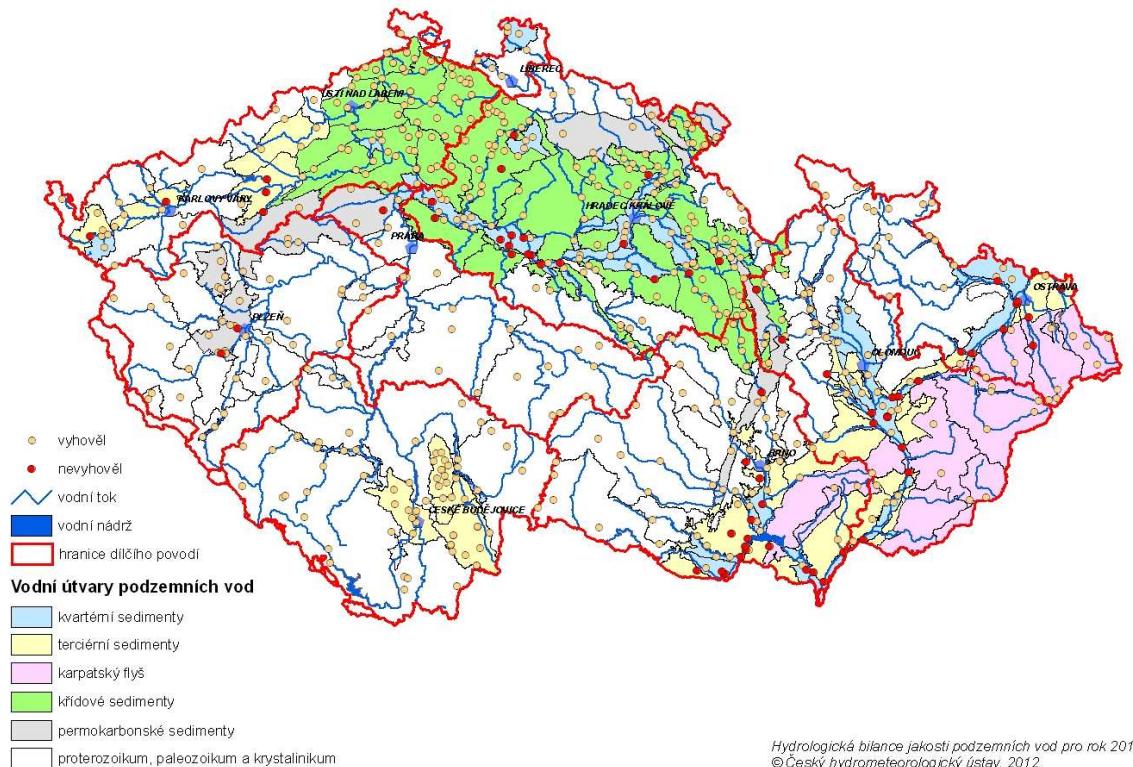 LIBEREC
ÚSTÍ NAD LABEM
KARLOVY VARY
HRADEC KRÁLOVÉ
PRAHA
OSTRAVA
PLZEŇ
OLOMOUC
BRNO
ČESKÉ BUDĚJOVICE
vyhověl
nevyhověl
vodní tok
vodní nádrž
hranice dílčího povodí
Vodní útvary podzemních vod
kvartérní sedimenty
terciérní sedimenty
karpatský flyš
křídové sedimenty
permokarbonské sedimenty
proterozoikum, paleozoikum a krystalinikum
Hydrologická bilance jakosti podzemních vod pro rok 201
© Český hydrometeorologický ústav, 2012